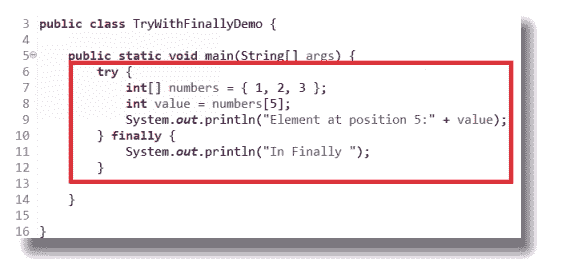 3 public class TryWithFinallyDemo {
4
5 public static void main(String[] args) {
6 try {
7 int[] numbers = { 1, 2, 3 };
8 int value = numbers[5];
9 System.out.println("Element at position 5:" + value);
10 } finally {
11 System.out.println("In Finally ");
12 }
13
14 }
15
16 }